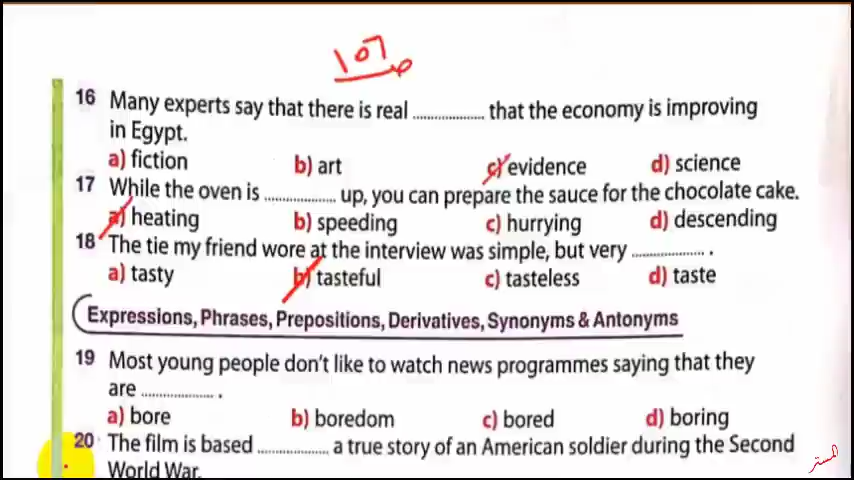 ١٥٦
16 Many experts say that there is real .................. that the economy is improving
in Egypt.
a) fiction b) art c) evidence d) science
17 While the oven is .................. up, you can prepare the sauce for the chocolate cake.
a) heating b) speeding c) hurrying d) descending
18 The tie my friend wore at the interview was simple, but very .................. .
a) tasty b) tasteful c) tasteless d) taste
Expressions, Phrases, Prepositions, Derivatives, Synonyms & Antonyms
19 Most young people don't like to watch news programmes saying that they
are .................. .
a) bore b) boredom c) bored d) boring
20 The film is based .................. a true story of an American soldier during the Second
World War.